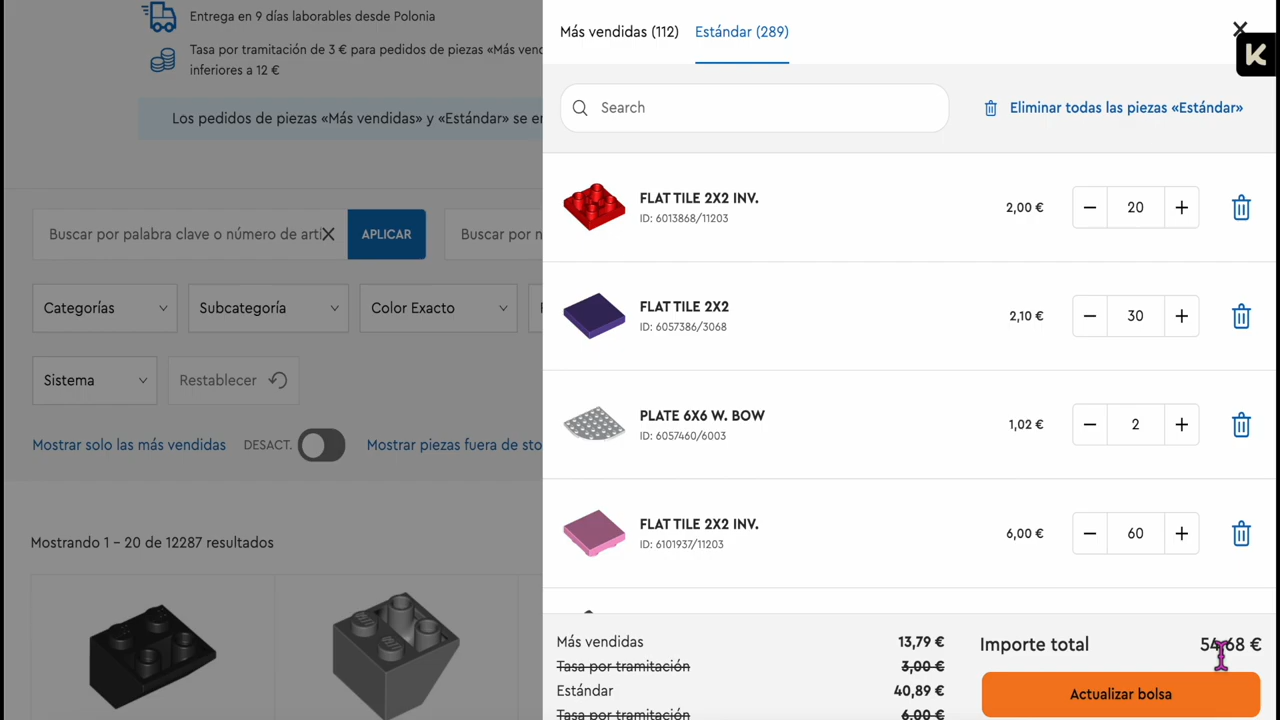 Entrega en 9 días laborables desde Polonia
Tasa por tramitación de 3 € para pedidos de piezas «Más ven
inferiores a 12 €
Los pedidos de piezas «Más vendidas» y «Estándar» se en
Buscar por palabra clave o número de arti
APLICAR
Buscar por n
Categorías
Subcategoría
Color Exacto
Sistema
Restablecer
Mostrar solo las más vendidas
DESACT.
Mostrar piezas fuera de sto
Mostrando 1 – 20 de 12287 resultados
Más vendidas (112)
Estándar (289)
K
Search
Eliminar todas las piezas «Estándar»
FLAT TILE 2X2 INV.
ID: 6013868/11203
2,00 €
− 20 +
FLAT TILE 2X2
ID: 6057386/3068
2,10 €
− 30 +
PLATE 6X6 W. BOW
ID: 6057460/6003
1,02 €
− 2 +
FLAT TILE 2X2 INV.
ID: 6101937/11203
6,00 €
− 60 +
Más vendidas 13,79 €
Tasa por tramitación 3,00 €
Estándar 40,89 €
Tasa por tramitación 6,00 €
Importe total 54,68 €
Actualizar bolsa